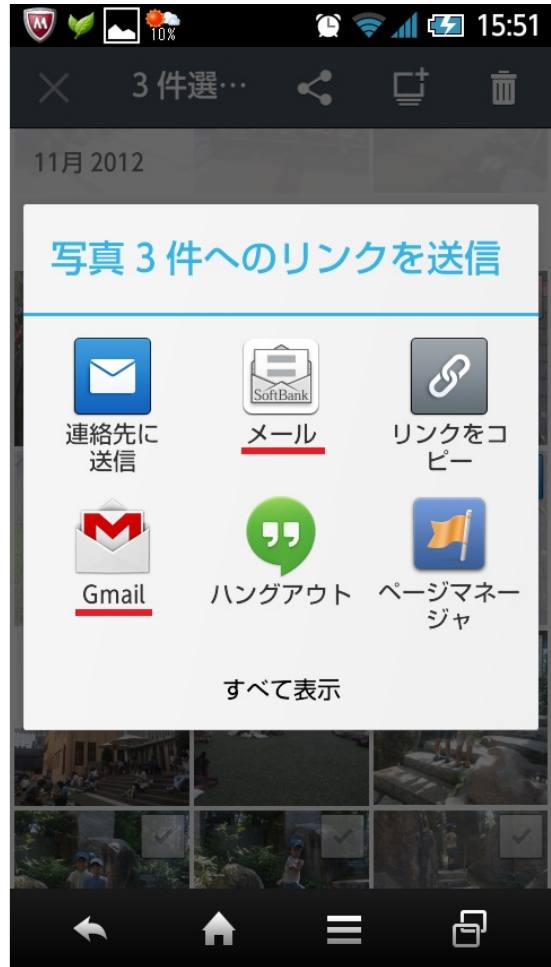 10%
15:51
3 件選…
11月 2012
写真 3 件へのリンクを送信
SoftBank
連絡先に
送信
メール
リンクをコ
ピー
Gmail
ハングアウト
ページマネー
ジャ
すべて表示